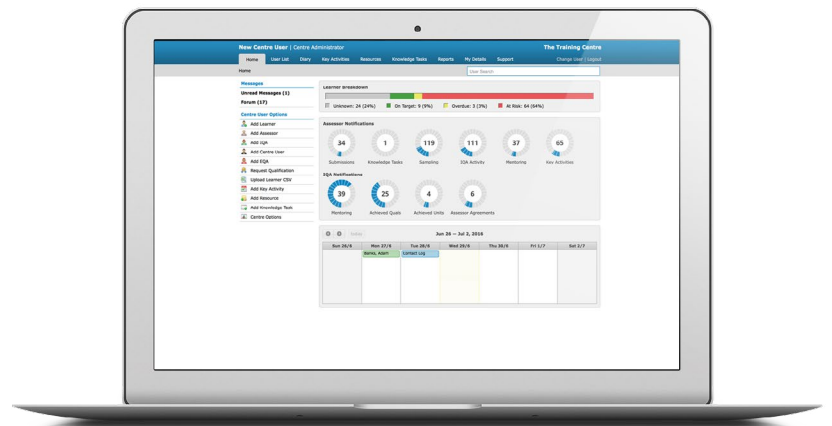 New Centre User | Centre Administrator
The Training Centre
Home User List Diary Key Activities Resources Knowledge Tasks Reports My Details Support Change User / Logout
Home
User Search
Messages
Unread Messages (1)
Forum (17)
Centre User Options
Add Learner
Add Assessor
Add IQA
Add Centre User
Add EQA
Request Qualification
Upload Learner CSV
Add Key Activity
Add Resource
Add Knowledge Task
Centre Options
Learner Breakdown
Unknown: 24 (24%) On Target: 9 (9%) Overdue: 3 (3%) At Risk: 64 (64%)
Assessor Notifications
34 1 119 111 37 65
Submissions Knowledge Tasks Sampling IQA Activity Mentoring Key Activities
IQA Notifications
39 25 4 6
Mentoring Achieved Quals Achieved Units Assessor Agreements
Jun 26 — Jul 2, 2016
Sun 26/6 Mon 27/6 Tue 28/6 Wed 29/6 Thu 30/6 Fri 1/7 Sat 2/7
Banks, Adam Contact Log